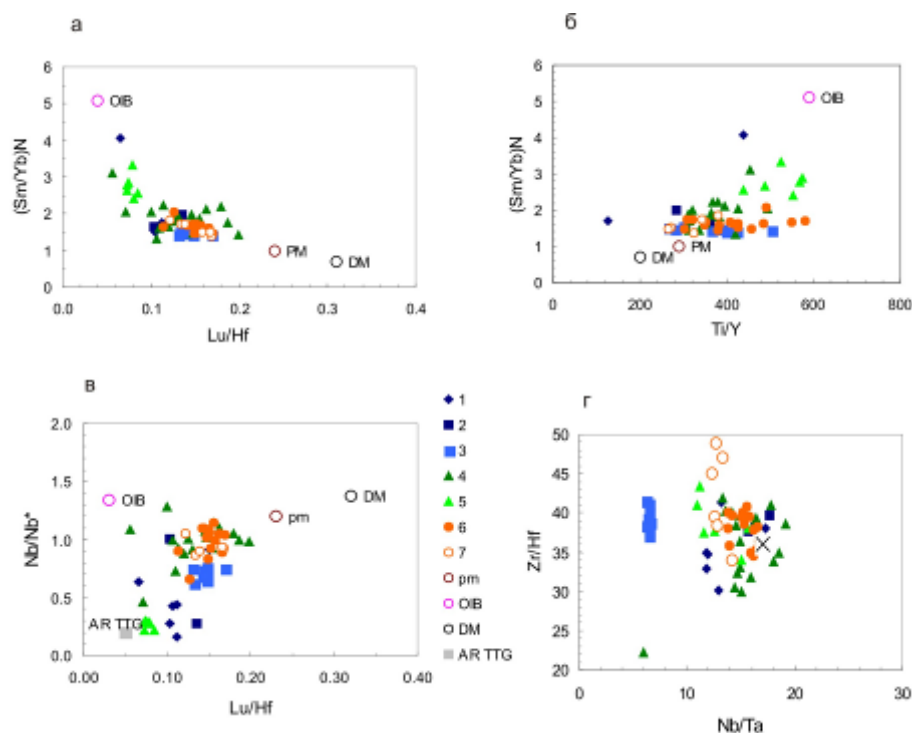 а
(Sm/Yb)N
6
5
4
3
2
1
0
OIB
PM
DM
0.0 0.1 0.2 0.3 0.4
Lu/Hf
б
(Sm/Yb)N
6
5
4
3
2
1
0
OIB
PM
DM
0 200 400 600 800
Ti/Y
в
Nb/Nb*
2.0
1.5
1.0
0.5
0.0
OIB
DM
pm
AR TTG
0.00 0.10 0.20 0.30 0.40
Lu/Hf
1
2
3
4
5
6
7
pm
OIB
DM
AR TTG
г
Zr/Hf
50
45
40
35
30
25
20
0 10 20 30
Nb/Ta